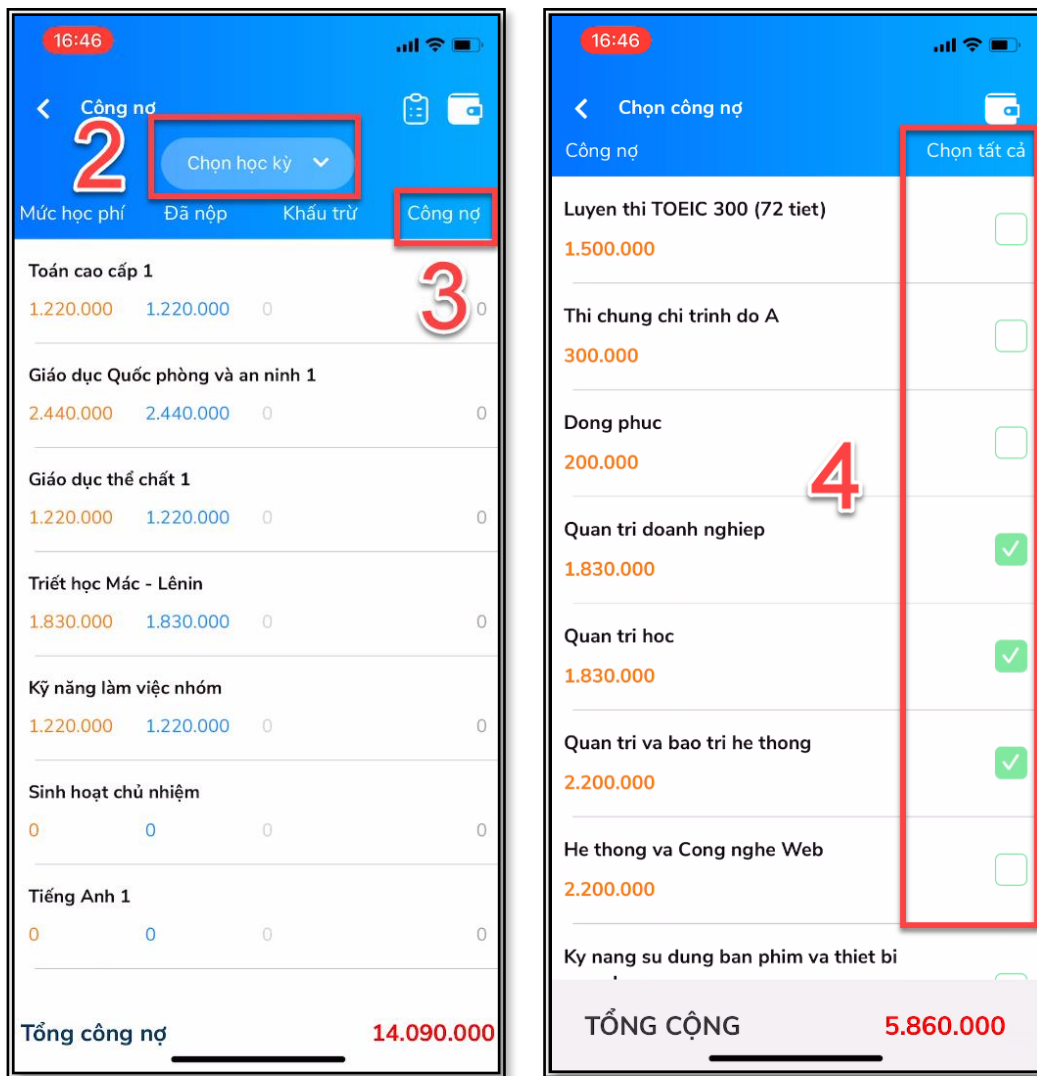 16:46
Công nợ
2
Chọn học kỳ
Mức học phí Đã nộp Khấu trừ Công nợ
3
Toán cao cấp 1
1.220.000 1.220.000 0 0
Giáo dục Quốc phòng và an ninh 1
2.440.000 2.440.000 0 0
Giáo dục thể chất 1
1.220.000 1.220.000 0 0
Triết học Mác - Lênin
1.830.000 1.830.000 0 0
Kỹ năng làm việc nhóm
1.220.000 1.220.000 0 0
Sinh hoạt chủ nhiệm
0 0 0 0
Tiếng Anh 1
0 0 0 0
Tổng công nợ 14.090.000
16:46
Chọn công nợ
Công nợ Chọn tất cả
Luyen thi TOEIC 300 (72 tiet)
1.500.000
Thi chung chi trinh do A
300.000
Dong phuc
200.000
4
Quan tri doanh nghiep
1.830.000
Quan tri hoc
1.830.000
Quan tri va bao tri he thong
2.200.000
He thong va Cong nghe Web
2.200.000
Ky nang su dung ban phim va thiet bi
TỔNG CỘNG 5.860.000